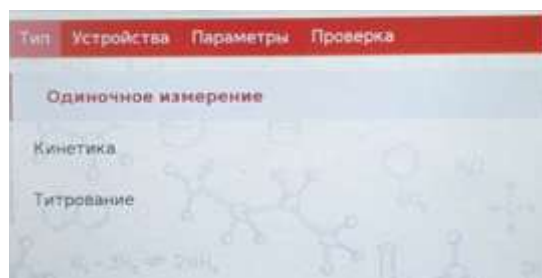 Тип Устройства Параметры Проверка
Одиночное измерение
Кинетика
Титрование